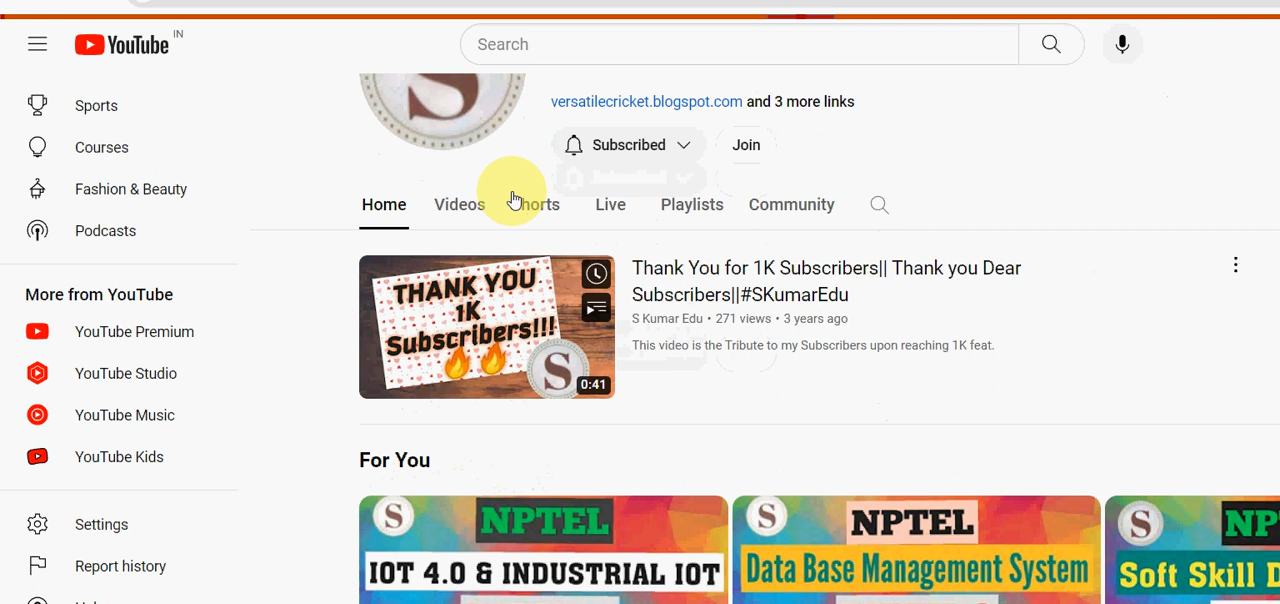 YouTube IN
Search
Sports
Courses
Fashion & Beauty
Podcasts
More from YouTube
YouTube Premium
YouTube Studio
YouTube Music
YouTube Kids
Settings
Report history
S
versatilecricket.blogspot.com and 3 more links
Subscribed
Join
Home
Videos
Shorts
Live
Playlists
Community
THANK YOU
1K
Subscribers!!!
S
0:41
Thank You for 1K Subscribers|| Thank you Dear
Subscribers||#SKumarEdu
S Kumar Edu • 271 views • 3 years ago
This video is the Tribute to my Subscribers upon reaching 1K feat.
For You
S
NPTEL
IOT 4.0 & INDUSTRIAL IOT
S
NPTEL
Data Base Management System
S
NP
Soft Skill D